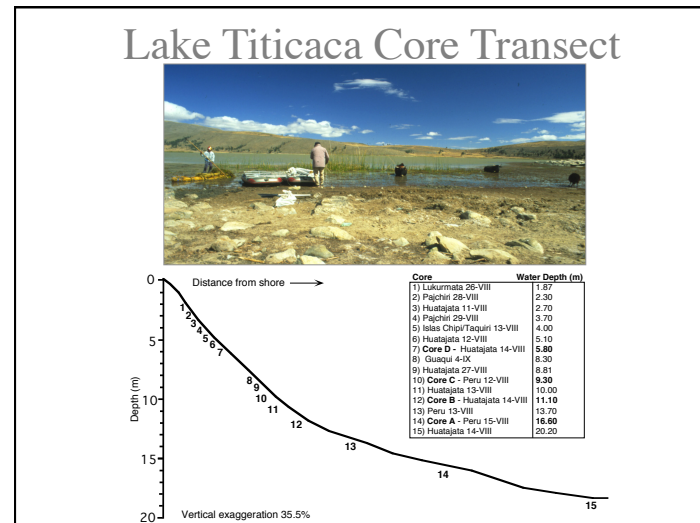 Lake Titicaca Core Transect
0
Distance from shore
Core Water Depth (m)
1) Lukurmata 26-VIII 1.87
2) Pajchiri 28-VIII 2.30
3) Huatajata 11-VIII 2.70
4) Pajchiri 29-VIII 3.70
5) Islas Chipi/Taquiri 13-VIII 4.00
6) Huatajata 12-VIII 5.10
7) Core D - Huatajata 14-VIII 5.80
8) Guaqui 4-IX 8.30
9) Huatajata 27-VIII 8.81
10) Core C - Peru 12-VIII 9.30
11) Huatajata 13-VIII 10.00
12) Core B - Huatajata 14-VIII 11.10
13) Peru 13-VIII 13.70
14) Core A - Peru 15-VIII 16.60
15) Huatajata 14-VIII 20.20
1
2
3
4
5
5
6
7
8
9
10
10
11
12
13
14
15
15
20
Depth (m)
Vertical exaggeration 35.5%